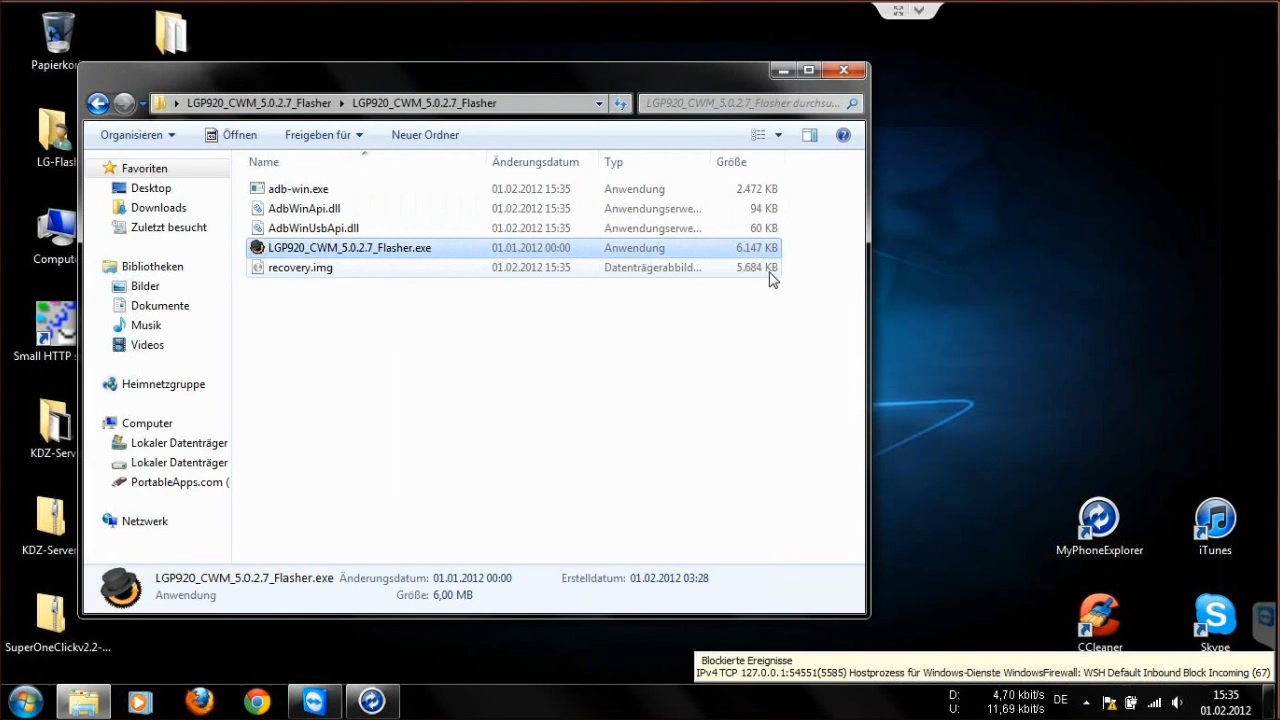 Papierko
LG-Flas
Compute
Small HTTP s
KDZ-Serv
KDZ-Server
SuperOneClickv2.2-...
LGP920_CWM_5.0.2.7_Flasher
LGP920_CWM_5.0.2.7_Flasher
LGP920_CWM_5.0.2.7_Flasher durchsu...
Organisieren
Öffnen
Freigeben für
Neuer Ordner
Favoriten
Desktop
Downloads
Zuletzt besucht
Bibliotheken
Bilder
Dokumente
Musik
Videos
Heimnetzgruppe
Computer
Lokaler Datenträger
Lokaler Datenträger
PortableApps.com (
Netzwerk
Name Änderungsdatum Typ Größe
adb-win.exe 01.02.2012 15:35 Anwendung 2.472 KB
AdbWinApi.dll 01.02.2012 15:35 Anwendungserwe... 94 KB
AdbWinUsbApi.dll 01.02.2012 15:35 Anwendungserwe... 60 KB
LGP920_CWM_5.0.2.7_Flasher.exe 01.01.2012 00:00 Anwendung 6.147 KB
recovery.img 01.02.2012 15:35 Datenträgerabbild... 5.684 KB
LGP920_CWM_5.0.2.7_Flasher.exe Änderungsdatum: 01.01.2012 00:00 Erstelldatum: 01.02.2012 03:28
Anwendung Größe: 6,00 MB
MyPhoneExplorer
iTunes
CCleaner
Skype
Blockierte Ereignisse
IPv4 TCP 127.0.0.1:54551(5585) Hostprozess für Windows-Dienste WindowsFirewall: WSH Default Inbound Block Incoming (67)
D: 4,70 kbit/s
U: 11,69 kbit/s
DE
15:35
01.02.2012